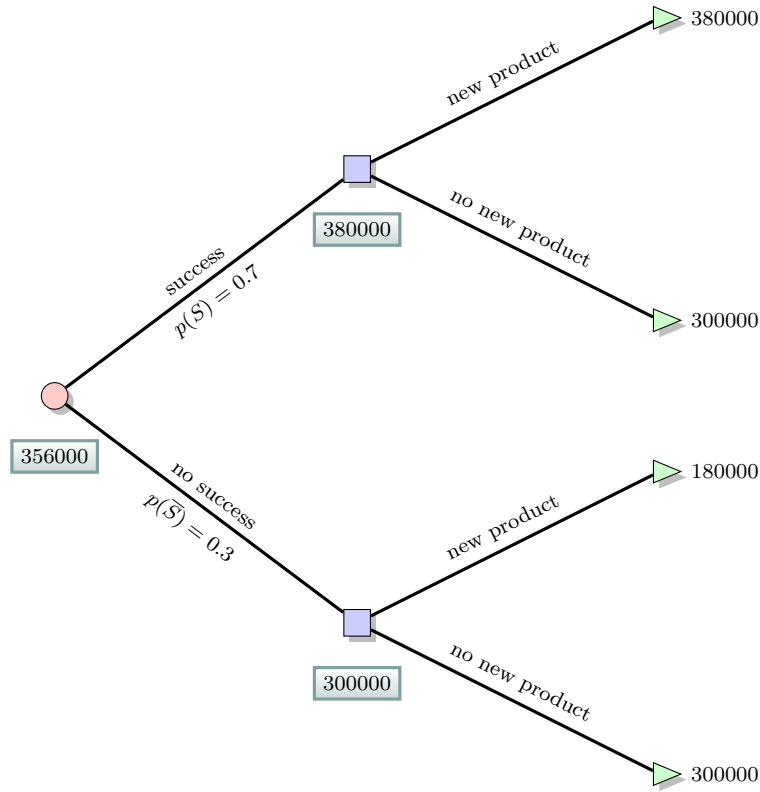 380000
new product
no new product
380000
success
p(S) = 0.7
300000
356000
no success
p(S̅) = 0.3
180000
new product
no new product
300000
300000